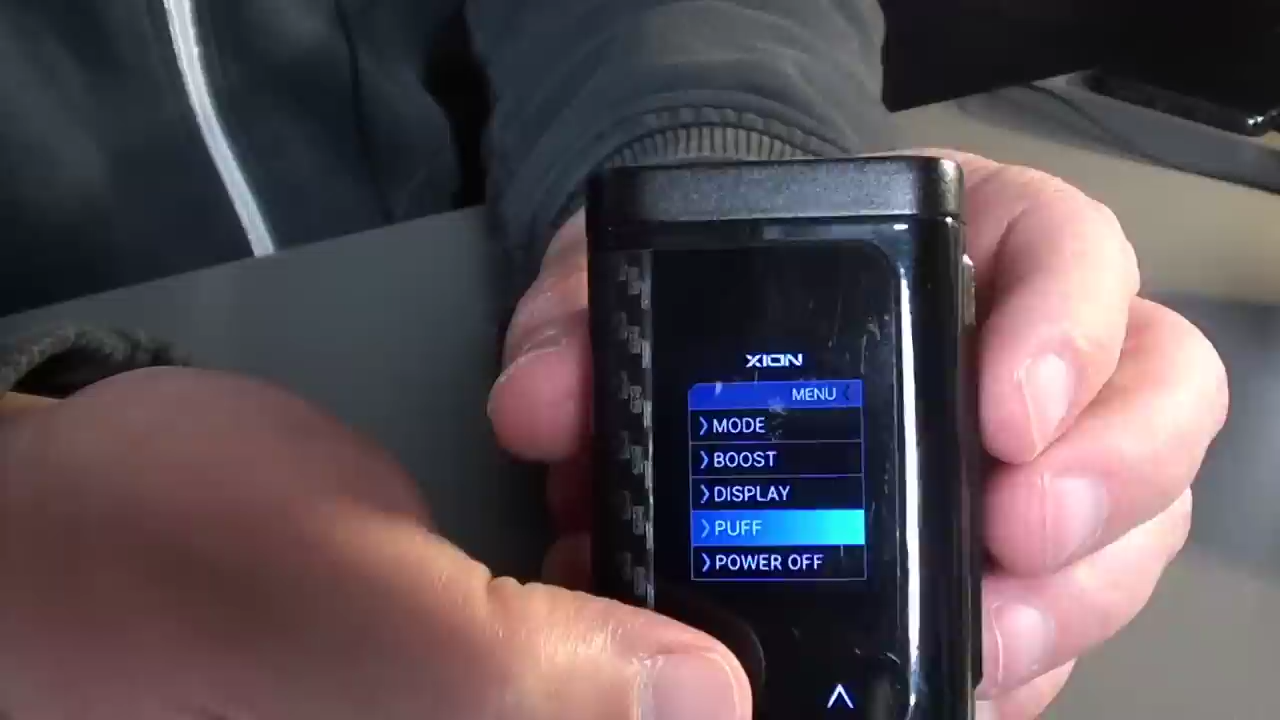 XION
MENU
MODE
BOOST
DISPLAY
PUFF
POWER OFF